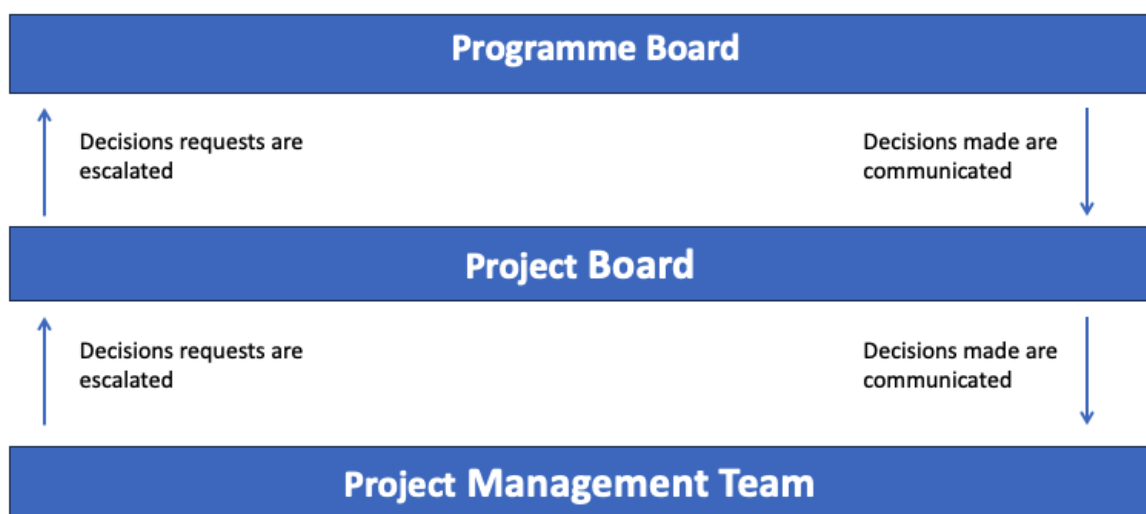 Programme Board
Decisions requests are
escalated
Decisions made are
communicated
Project Board
Decisions requests are
escalated
Decisions made are
communicated
Project Management Team